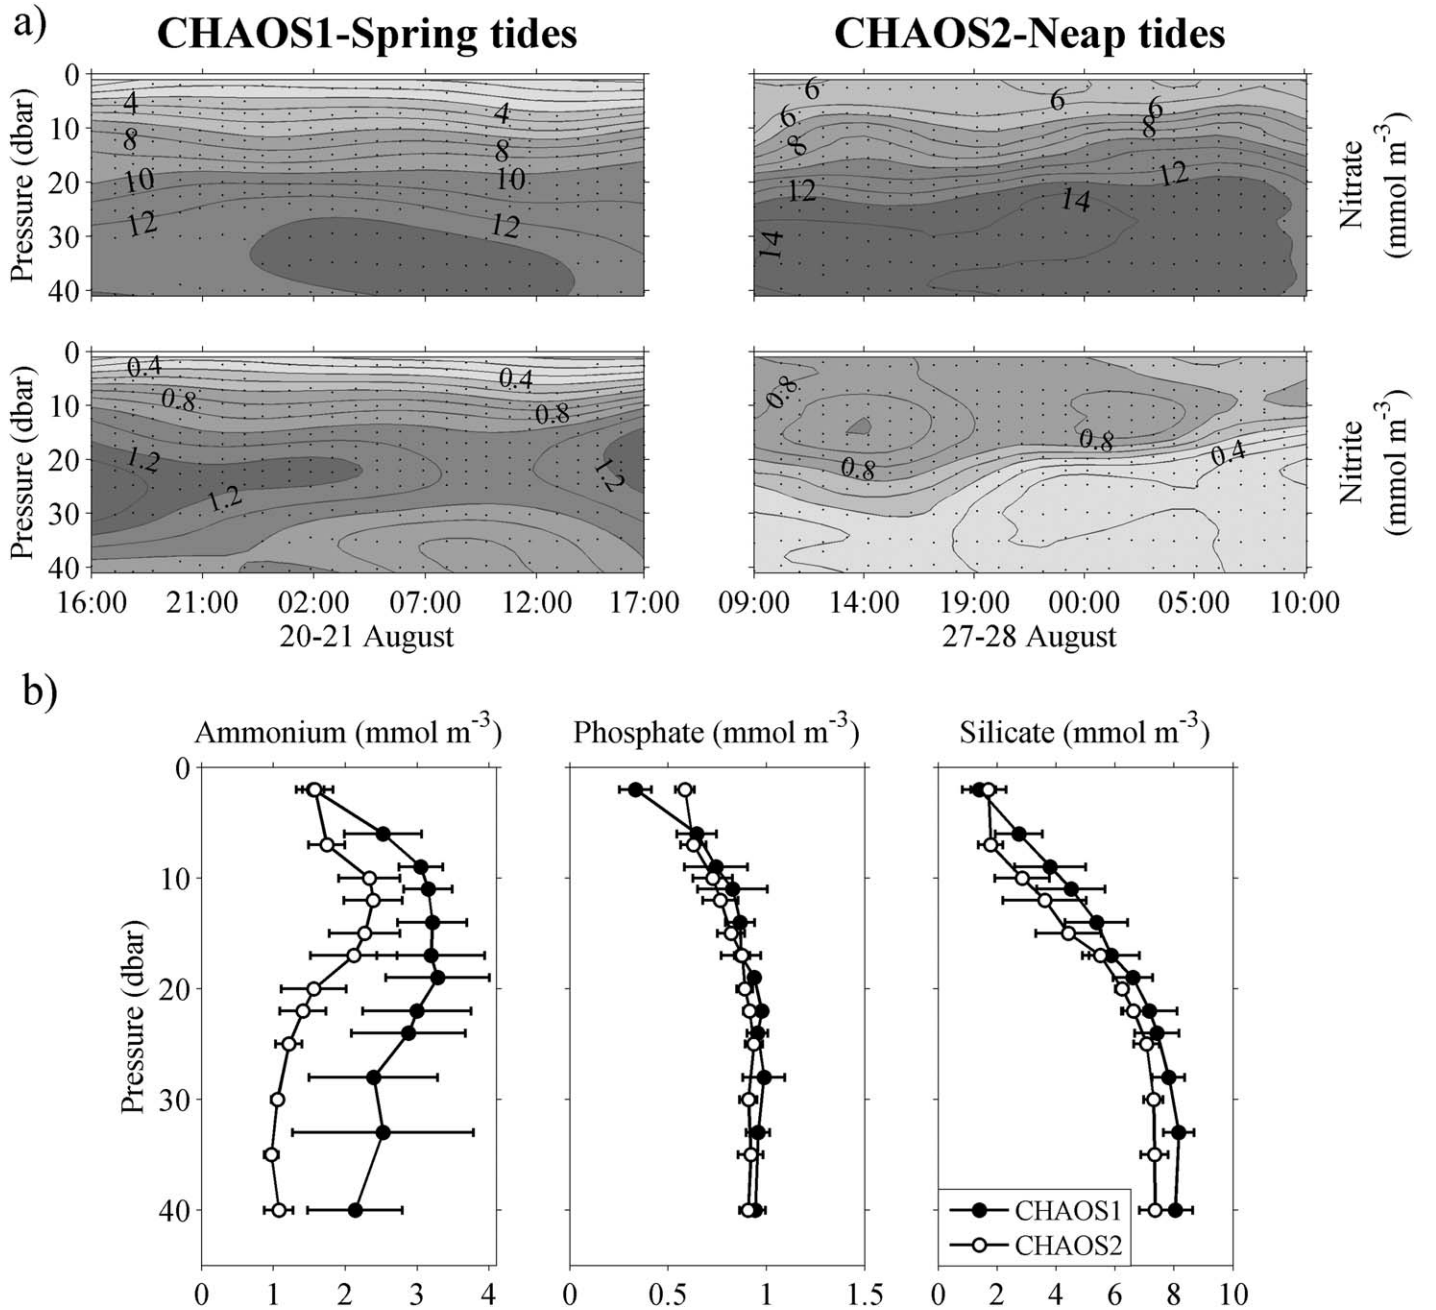 a)
CHAOS1-Spring tides
CHAOS2-Neap tides
Pressure (dbar)
0
10
20
30
40
4
4
8
8
10
10
12
12
6
6
6
6
8
8
12
12
14
14
Nitrate
(mmol m-3)
Pressure (dbar)
0
10
20
30
40
0.4
0.4
0.8
0.8
1.2
1.2
1.2
0.8
0.8
0.8
0.4
Nitrite
(mmol m-3)
16:00 21:00 02:00 07:00 12:00 17:00
20-21 August
09:00 14:00 19:00 00:00 05:00 10:00
27-28 August
b)
Ammonium (mmol m-3)
Phosphate (mmol m-3)
Silicate (mmol m-3)
Pressure (dbar)
0
10
20
30
40
CHAOS1
CHAOS2
0 1 2 3 4
0 0.5 1 1.5
0 2 4 6 8 10